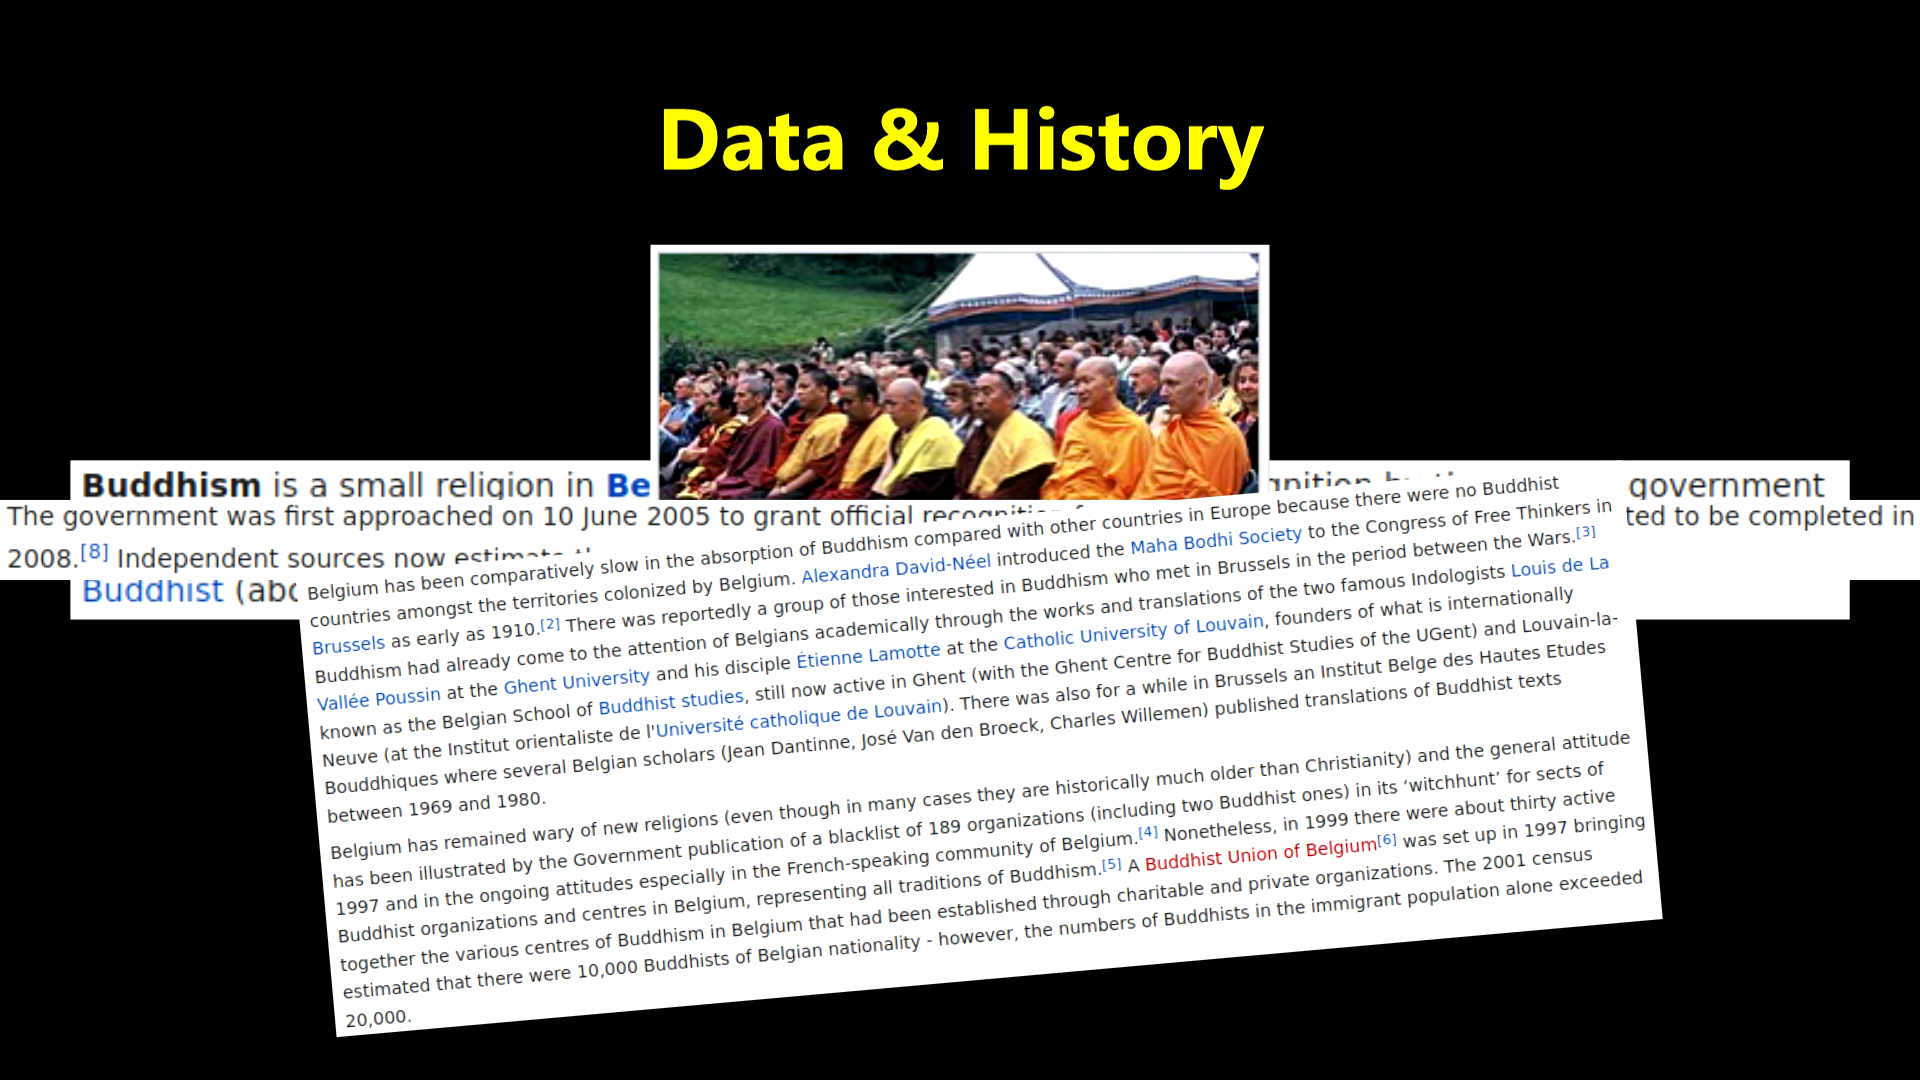 Data & History
Buddhism is a small religion in Be
government
The government was first approached on 10 June 2005 to grant official recognition
ted to be completed in
2008.[8] Independent sources now estimate
Buddhist (abo
Belgium has been comparatively slow in the absorption of Buddhism compared with other countries in Europe because there were no Buddhist
countries amongst the territories colonized by Belgium. Alexandra David-Néel introduced the Maha Bodhi Society to the Congress of Free Thinkers in
Brussels as early as 1910.[2] There was reportedly a group of those interested in Buddhism who met in Brussels in the period between the Wars.[3]
Buddhism had already come to the attention of Belgians academically through the works and translations of the two famous Indologists Louis de La
Vallée Poussin at the Ghent University and his disciple Étienne Lamotte at the Catholic University of Louvain, founders of what is internationally
known as the Belgian School of Buddhist studies, still now active in Ghent (with the Ghent Centre for Buddhist Studies of the UGent) and Louvain-la-
Neuve (at the Institut orientaliste de l'Université catholique de Louvain). There was also for a while in Brussels an Institut Belge des Hautes Etudes
Bouddhiques where several Belgian scholars (Jean Dantinne, José Van den Broeck, Charles Willemen) published translations of Buddhist texts
between 1969 and 1980.
Belgium has remained wary of new religions (even though in many cases they are historically much older than Christianity) and the general attitude
has been illustrated by the Government publication of a blacklist of 189 organizations (including two Buddhist ones) in its ‘witchhunt’ for sects of
1997 and in the ongoing attitudes especially in the French-speaking community of Belgium.[4] Nonetheless, in 1999 there were about thirty active
Buddhist organizations and centres in Belgium, representing all traditions of Buddhism.[5] A Buddhist Union of Belgium[6] was set up in 1997 bringing
together the various centres of Buddhism in Belgium that had been established through charitable and private organizations. The 2001 census
estimated that there were 10,000 Buddhists of Belgian nationality - however, the numbers of Buddhists in the immigrant population alone exceeded
20,000.